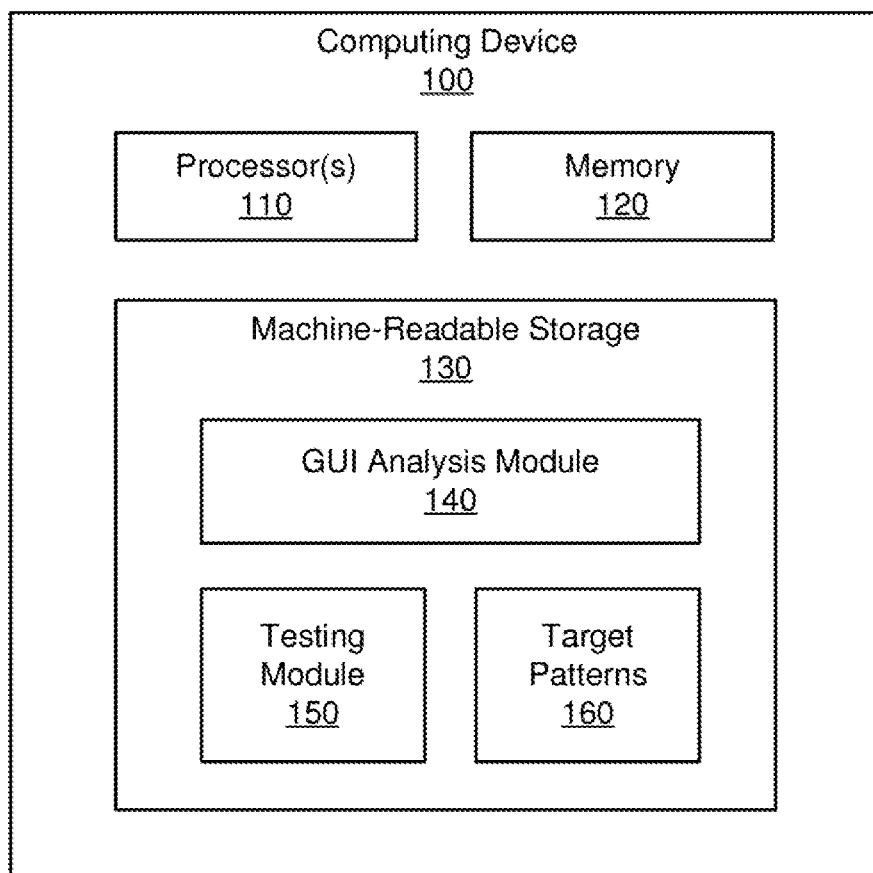 Computing Device
100
Processor(s)
110
Memory
120
Machine-Readable Storage
130
GUI Analysis Module
140
Testing
Module
150
Target
Patterns
160